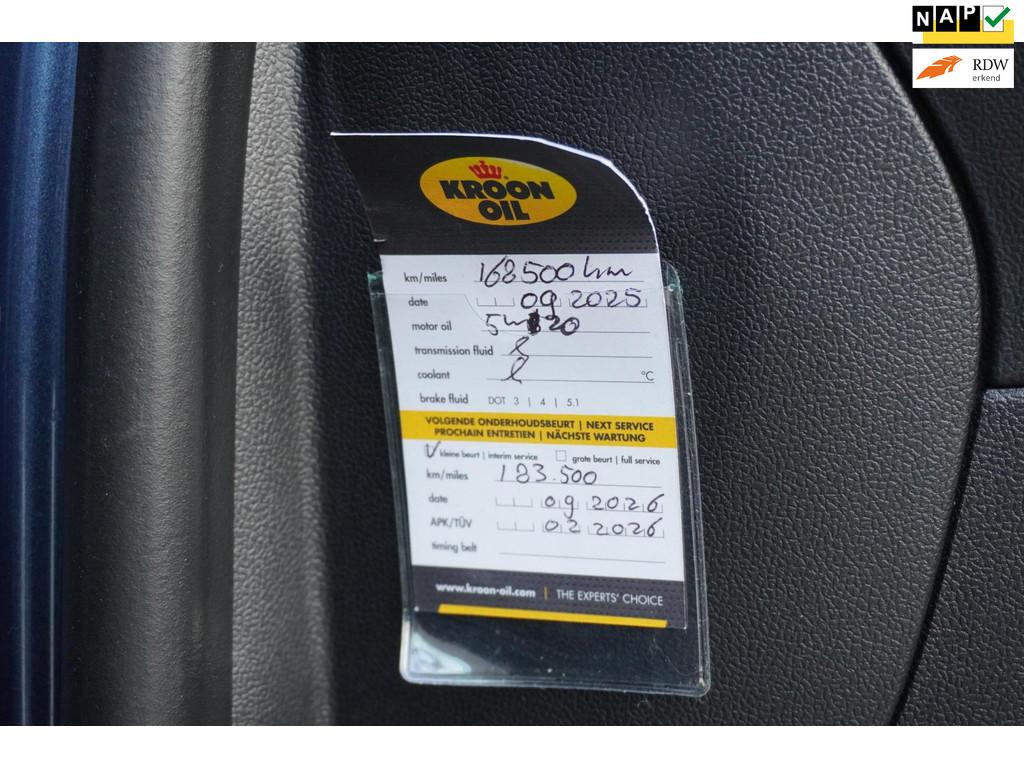 NAP
RDW
erkend
KROON
OIL
km/miles 168500 km
date 09 2025
motor oil 5w20
transmission fluid
coallant °C
brake fluid DOT 3 | 4 | 5.1
VOLGENDE ONDERHOUDSBEURT | NEXT SERVICE
PROCHAIN ENTRETIEN | NÄCHSTE WARTUNG
kleine beurt | interim service grote beurt | full service
km/miles 183.500
date 09 2026
APK/TÜV 02 2026
timing belt
www.kroon-oil.com | THE EXPERTS' CHOICE